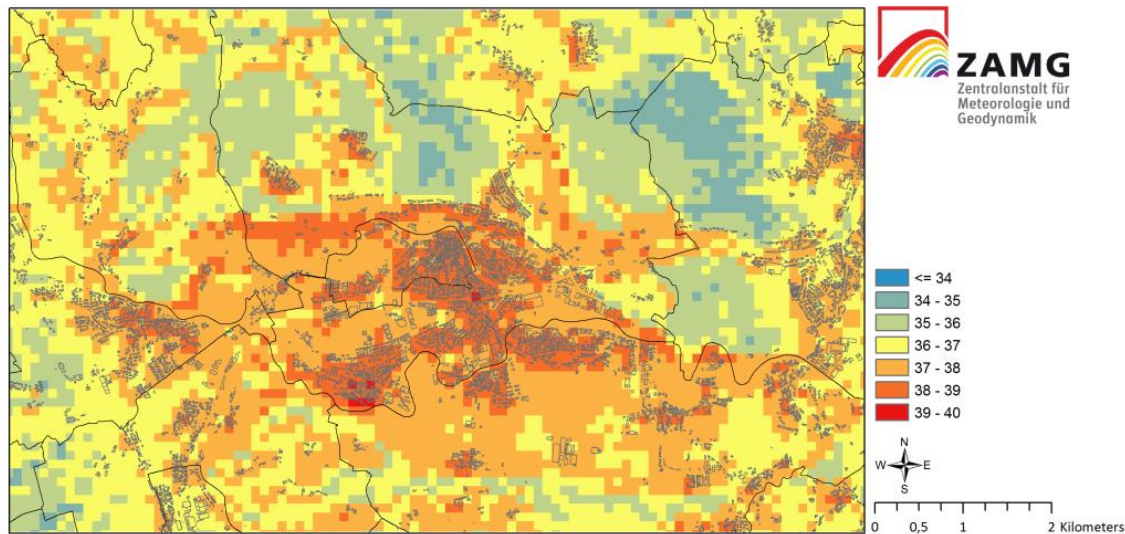 ZAMG
Zentralanstalt für
Meteorologie und
Geodynamik
<= 34
34 - 35
35 - 36
36 - 37
37 - 38
38 - 39
39 - 40
N
W E
S
0 0,5 1 2 Kilometers